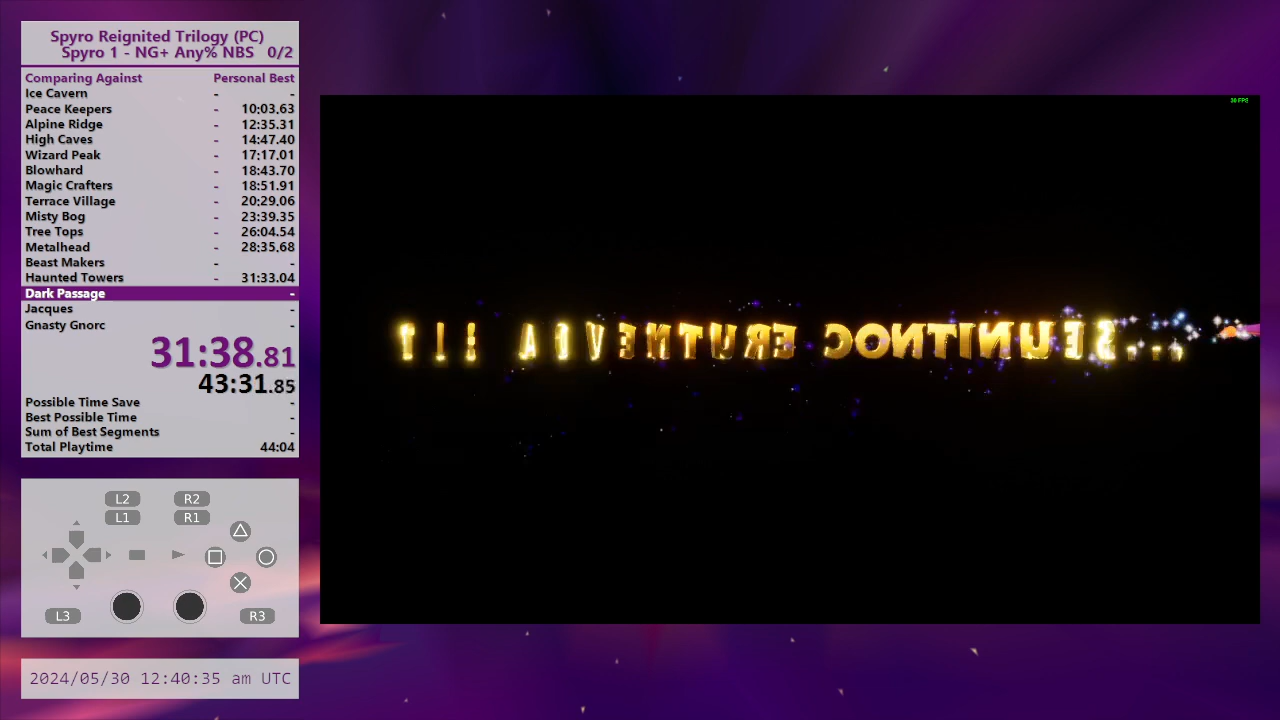 Spyro Reignited Trilogy (PC)
Spyro 1 - NG+ Any% NBS 0/2
Comparing Against Personal Best
Ice Cavern - -
Peace Keepers - 10:03.63
Alpine Ridge - 12:35.31
High Caves - 14:47.40
Wizard Peak - 17:17.01
Blowhard - 18:43.70
Magic Crafters - 18:51.91
Terrace Village - 20:29.06
Misty Bog - 23:39.35
Tree Tops - 26:04.54
Metalhead - 28:35.68
Beast Makers - -
Haunted Towers - 31:33.04
Dark Passage -
Jacques -
Gnasty Gnorc -
31:38.81
43:31.85
Possible Time Save -
Best Possible Time -
Sum of Best Segments -
Total Playtime 44:04
30 FPS
THE ADVENTURE CONTINUES...
L2 R2
L1 R1
L3 R3
2024/05/30 12:40:35 am UTC